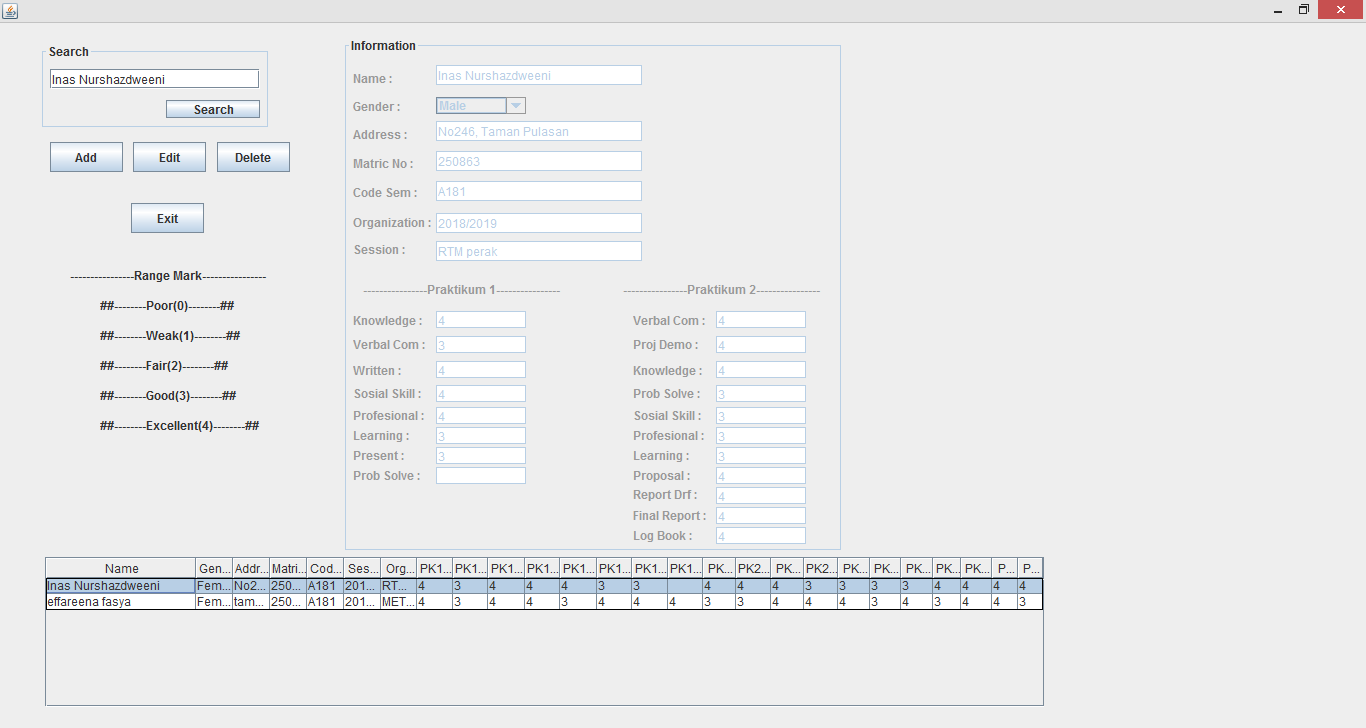 Search
Inas Nurshazdweeni
Search
Add Edit Delete
Exit
----------------Range Mark----------------
##--------Poor(0)--------##
##--------Weak(1)--------##
##--------Fair(2)--------##
##--------Good(3)--------##
##--------Excellent(4)--------##
Information
Name : Inas Nurshazdweeni
Gender : Male
Address : No246, Taman Pulasan
Matric No : 250863
Code Sem : A181
Organization : 2018/2019
Session : RTM perak
----------------Praktikum 1----------------
Knowledge : 4
Verbal Com : 3
Written : 4
Sosial Skill : 4
Profesional : 4
Learning : 3
Present : 3
Prob Solve :
----------------Praktikum 2----------------
Verbal Com : 4
Proj Demo : 4
Knowledge : 4
Prob Solve : 3
Sosial Skill : 3
Profesional : 3
Learning : 3
Proposal : 4
Report Drf : 4
Final Report : 4
Log Book : 4
Name Gen... Addr... Matri... Cod... Ses... Org... PK1... PK1... PK1... PK1... PK1... PK1... PK1... PK1... PK... PK2... PK... PK2... PK... PK... PK... PK... PK... P... P...
Inas Nurshazdweeni Fem... No2... 250... A181 201... RT... 4 3 4 4 4 3 3 4 4 4 3 3 3 3 4 4 4 4
effareena fasya Fem... tam... 250... A181 201... MET... 4 3 4 4 3 4 4 4 3 3 4 4 4 3 4 3 4 4 3